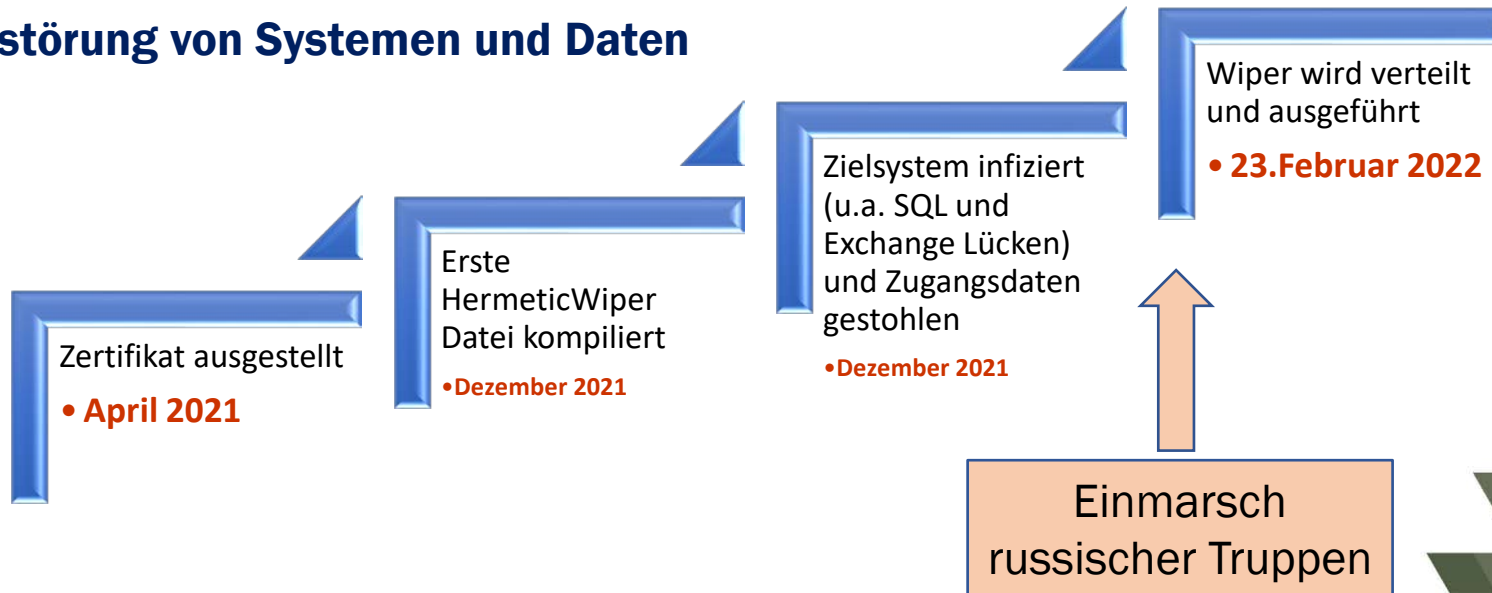 störung von Systemen und Daten
Zertifikat ausgestellt
• April 2021
Erste
HermeticWiper
Datei kompiliert
•Dezember 2021
Zielsystem infiziert
(u.a. SQL und
Exchange Lücken)
und Zugangsdaten
gestohlen
•Dezember 2021
Wiper wird verteilt
und ausgeführt
• 23.Februar 2022
Einmarsch
russischer Truppen